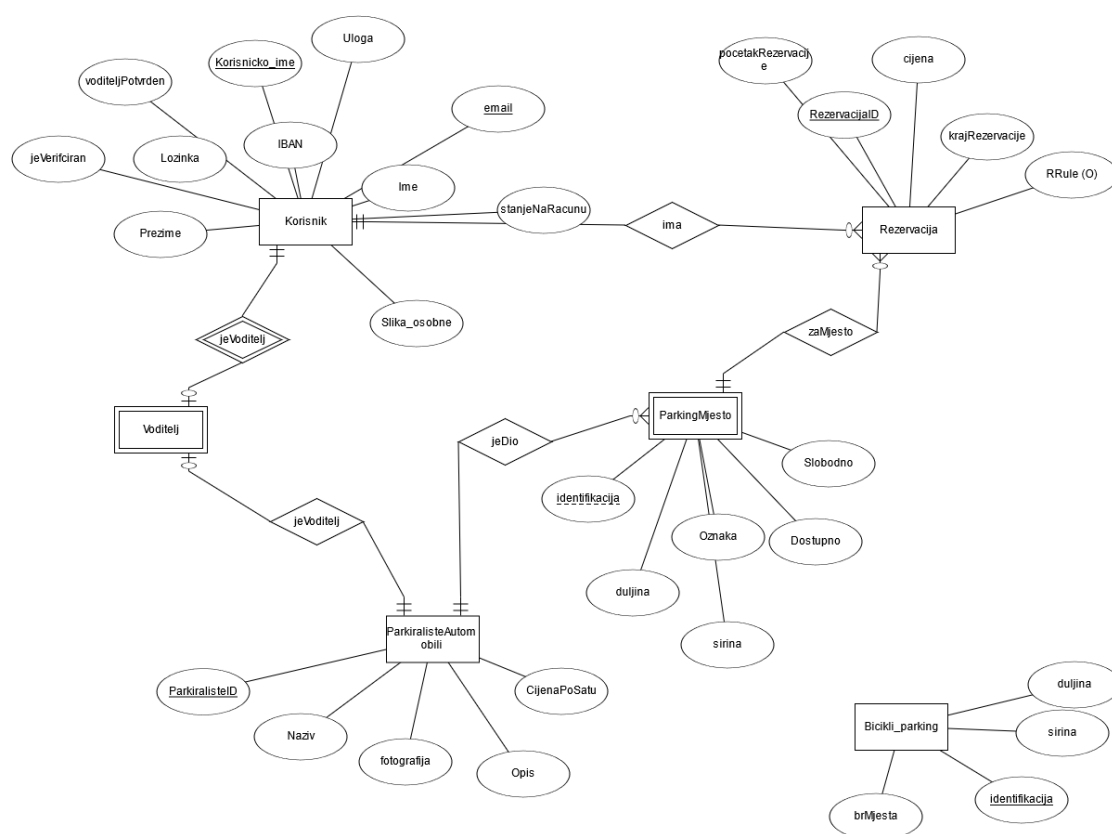 Uloga
Korisnicko_ime
pocetakRezervacij
e
cijena
voditeljPotvrden
email
RezervacijaID
krajRezervacije
IBAN
jeVerifciran
Lozinka
RRule (O)
Ime
stanjeNaRacunu
Korisnik
ima
Rezervacija
Prezime
Slika_osobne
jeVoditelj
zaMjesto
Voditelj
ParkingMjesto
jeDio
Slobodno
identifikacija
Oznaka
Dostupno
jeVoditelj
duljina
sirina
ParkiralisteAutom
obili
ParkiralisteID
CijenaPoSatu
Naziv
fotografija
Opis
duljina
Bicikli_parking
sirina
identifikacija
brMjesta